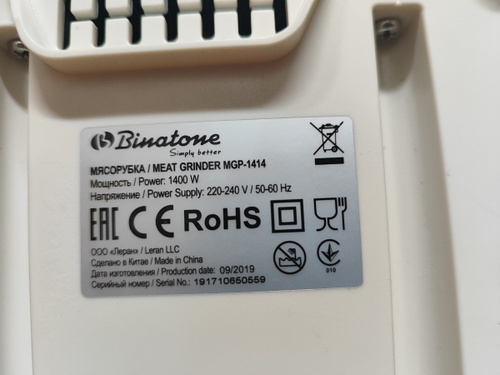 Binatone
Simply better
МЯСОРУБКА / MEAT GRINDER MGP-1414
Мощность / Power: 1400 W
Напряжение / Power Supply: 220-240 V / 50-60 Hz
EAC CE RoHS
010
ООО «Леран» / Leran LLC
Сделано в Китае / Made in China
Дата изготовления / Production date: 09/2019
Серийный номер / Serial No.: 191710650559